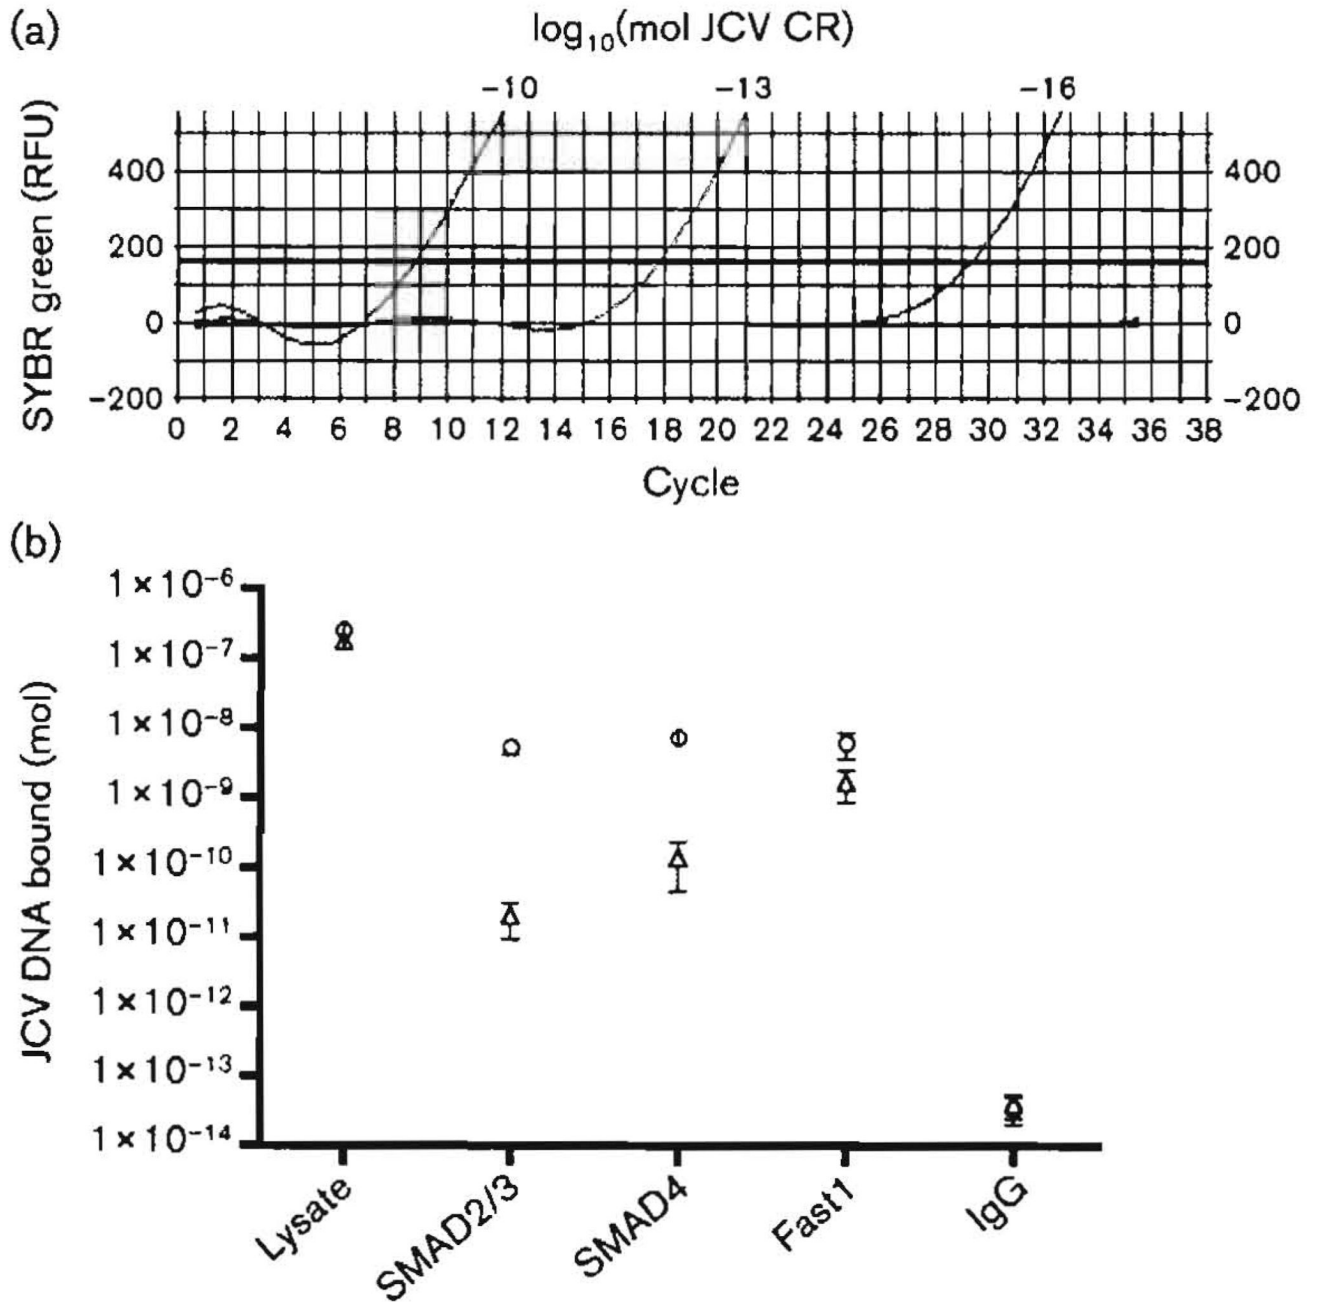 (a)
log₁₀(mol JCV CR)
−10 −13 −16
SYBR green (RFU)
400 400
200 200
0 0
−200 −200
0 2 4 6 8 10 12 14 16 18 20 22 24 26 28 30 32 34 36 38
Cycle
(b)
JCV DNA bound (mol)
1×10⁻⁶
1×10⁻⁷
1×10⁻⁸
1×10⁻⁹
1×10⁻¹⁰
1×10⁻¹¹
1×10⁻¹²
1×10⁻¹³
1×10⁻¹⁴
Lysate SMAD2/3 SMAD4 Fast1 IgG